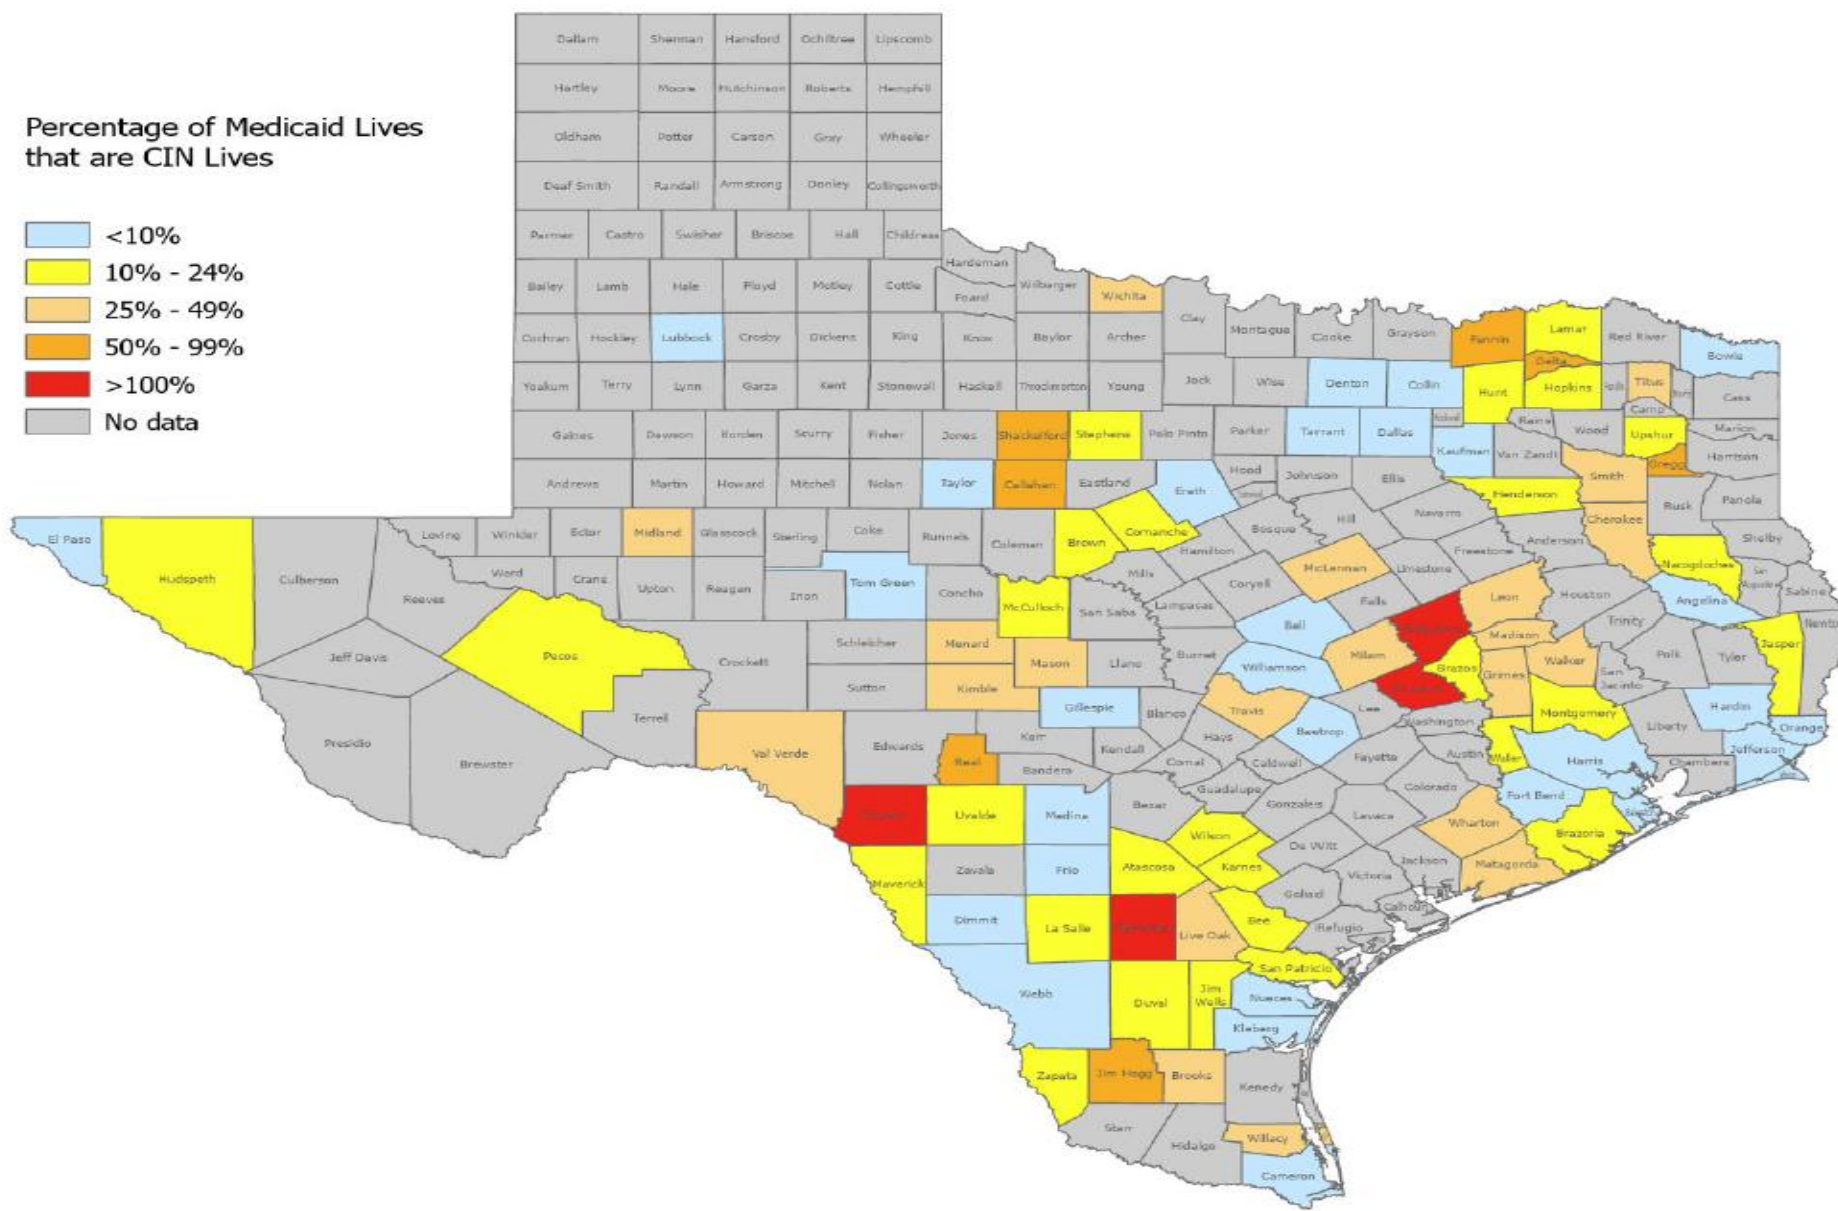 Percentage of Medicaid Lives
that are CIN Lives
<10%
10% - 24%
25% - 49%
50% - 99%
>100%
No data
Dallam Sherman Hansford Ochiltree Lipscomb
Hartley Moore Hutchinson Roberts Hemphill
Oldham Potter Carson Gray Wheeler
Deaf Smith Randall Armstrong Donley Collingsworth
Parmer Castro Swisher Briscoe Hall Childress
Hardeman
Bailey Lamb Hale Floyd Motley Cottle Foard Wilbarger Wichita
Clay Montague Cooke Grayson Fannin Lamar Red River Bowie
Cochran Hockley Lubbock Crosby Dickens King Knox Baylor Archer
Delta
Yoakum Terry Lynn Garza Kent Stonewall Haskell Throckmorton Young Jack Wise Denton Collin Hunt Hopkins Titus Cass
Camp
Gaines Dawson Borden Scurry Fisher Jones Shackelford Stephens Palo Pinto Parker Tarrant Dallas Rains Wood Upshur Marion
Kaufman Van Zandt Gregg Harrison
Andrews Martin Howard Mitchell Nolan Taylor Callahan Eastland Erath Hood Johnson Ellis Henderson Smith Rusk Panola
El Paso Hudspeth Culberson Loving Winkler Ector Midland Glasscock Sterling Coke Runnels Coleman Brown Comanche Bosque Hill Navarro Cherokee Shelby
Hamilton Freestone Anderson Nacogdoches
Reeves Ward Crane Upton Reagan Irion Tom Green Concho McCulloch Mills San Saba Lampasas Coryell McLennan Limestone Falls Leon Houston Angelina Sabine
Trinity Newto
Jeff Davis Pecos Crockett Schleicher Menard Mason Llano Burnet Bell Milam Madison Walker Polk Tyler Jasper
Williamson Brazos Grimes San
Jacinto
Presidio Brewster Terrell Sutton Kimble Gillespie Blanco Travis Lee Washington Montgomery Liberty Hardin Orange
Val Verde Edwards Real Kerr Kendall Hays Bastrop Fayette Austin Waller Harris Chambers Jefferson
Bandera Comal Caldwell
Uvalde Medina Bexar Guadalupe Gonzales Colorado Fort Bend
Wilson Lavaca Wharton Brazoria
Maverick Zavala Frio Atascosa Karnes De Witt Jackson Matagorda
Victoria
Dimmit La Salle Live Oak Bee Goliad Calhoun
Refugio
Webb Duval Jim
Wells San Patricio
Nueces
Kleberg
Zapata Jim Hogg Brooks Kenedy
Starr Hidalgo Willacy
Cameron